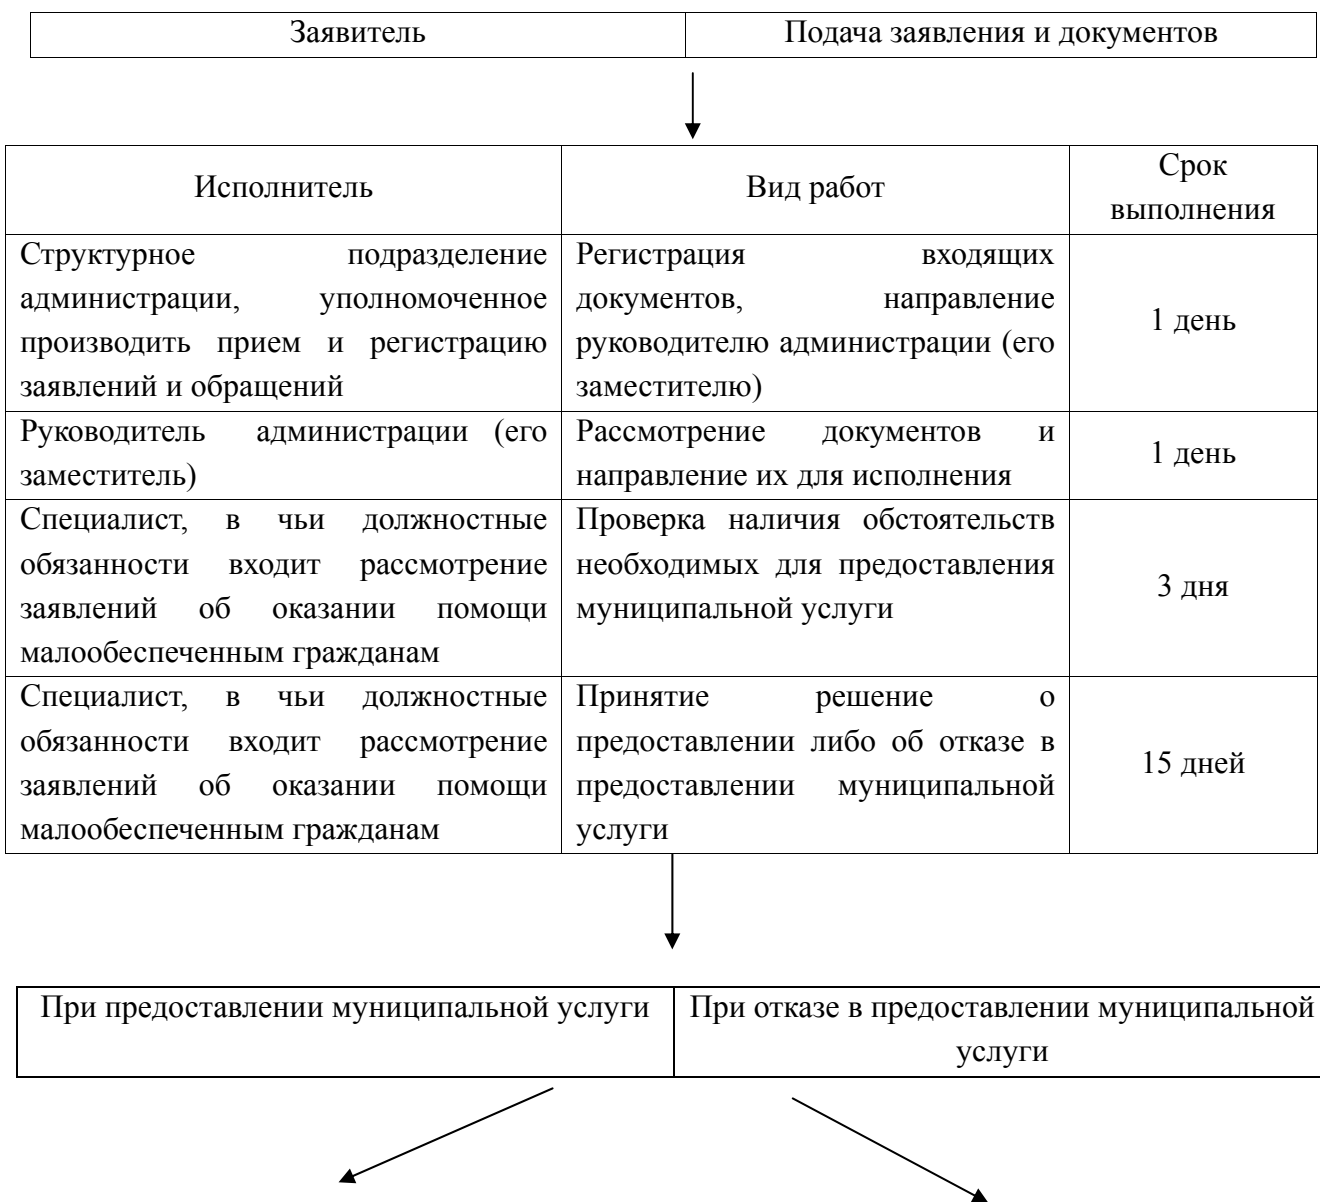 Заявитель
Подача заявления и документов
Исполнитель
Вид работ
Срок
выполнения
Структурное подразделение
администрации, уполномоченное
производить прием и регистрацию
заявлений и обращений
Регистрация входящих
документов, направление
руководителю администрации (его
заместителю)
1 день
Руководитель администрации (его
заместитель)
Рассмотрение документов и
направление их для исполнения
1 день
Специалист, в чьи должностные
обязанности входит рассмотрение
заявлений об оказании помощи
малообеспеченным гражданам
Проверка наличия обстоятельств
необходимых для предоставления
муниципальной услуги
3 дня
Специалист, в чьи должностные
обязанности входит рассмотрение
заявлений об оказании помощи
малообеспеченным гражданам
Принятие решение о
предоставлении либо об отказе в
предоставлении муниципальной
услуги
15 дней
При предоставлении муниципальной услуги
При отказе в предоставлении муниципальной
услуги